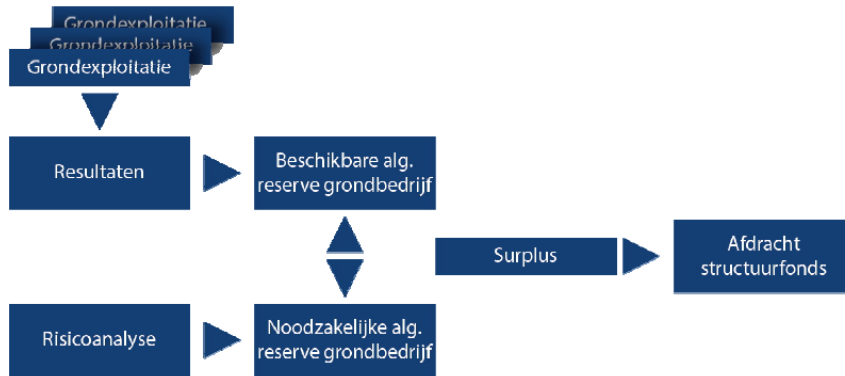 Grondexploitatie
Grondexploitatie
Grondexploitatie
Resultaten
Beschikbare alg.
reserve grondbedrijf
Surplus
Afdracht
structuurfonds
Risicoanalyse
Noodzakelijke alg.
reserve grondbedrijf